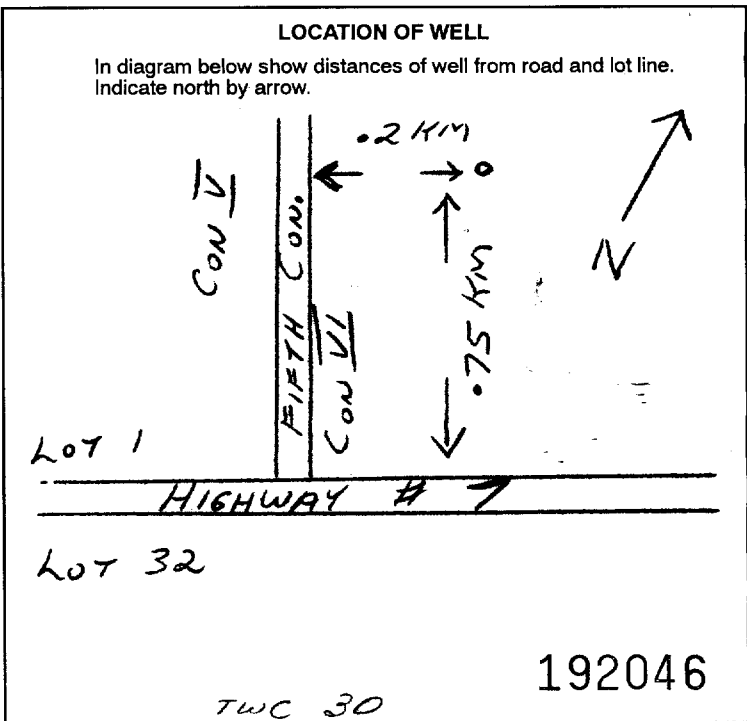 LOCATION OF WELL
In diagram below show distances of well from road and lot line.
Indicate north by arrow.
.2 KM
CON V
FIFTH CON.
CON VI
.75 KM
N
LOT 1
HIGHWAY # 7
LOT 32
192046
TWC 30